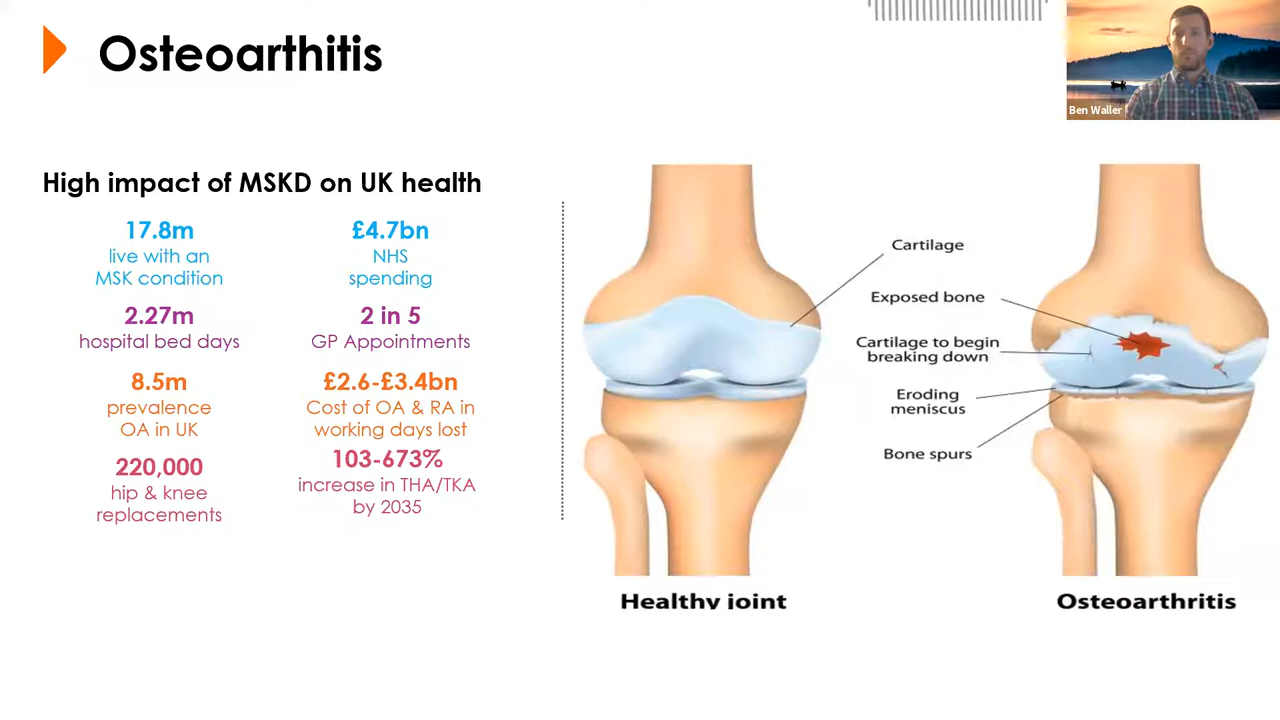 Osteoarthitis
Ben Waller
High impact of MSKD on UK health
17.8m
live with an
MSK condition
£4.7bn
NHS
spending
2.27m
hospital bed days
2 in 5
GP Appointments
8.5m
prevalence
OA in UK
£2.6-£3.4bn
Cost of OA & RA in
working days lost
220,000
hip & knee
replacements
103-673%
increase in THA/TKA
by 2035
Cartilage
Exposed bone
Cartilage to begin
breaking down
Eroding
meniscus
Bone spurs
Healthy joint
Osteoarthritis